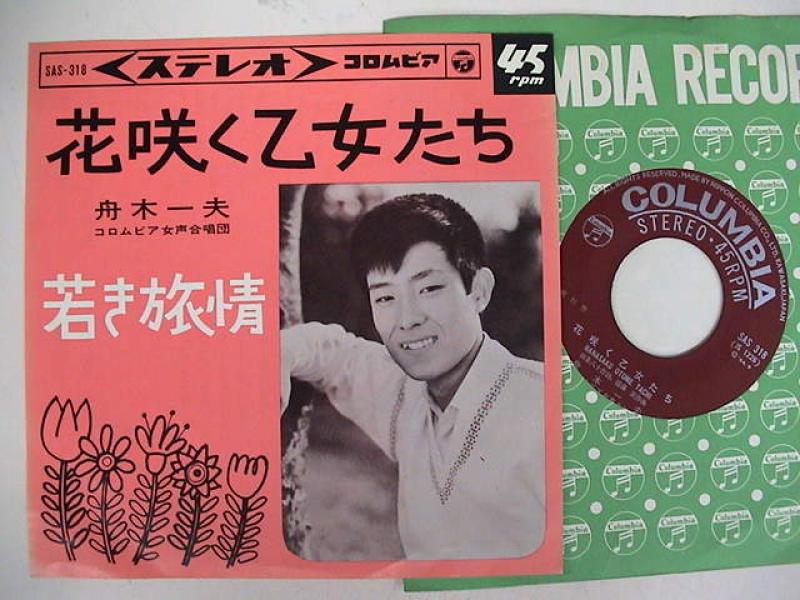 SAS-318
ステレオ
コロムビア
45
rpm
花咲く乙女たち
舟木一夫
コロムビア女声合唱団
若き旅情
MBIA RECOR
COLUMBIA
STEREO・45RPM
SAS 318
花咲く乙女たち
HANASAKU OTOME TACHI
Columbia